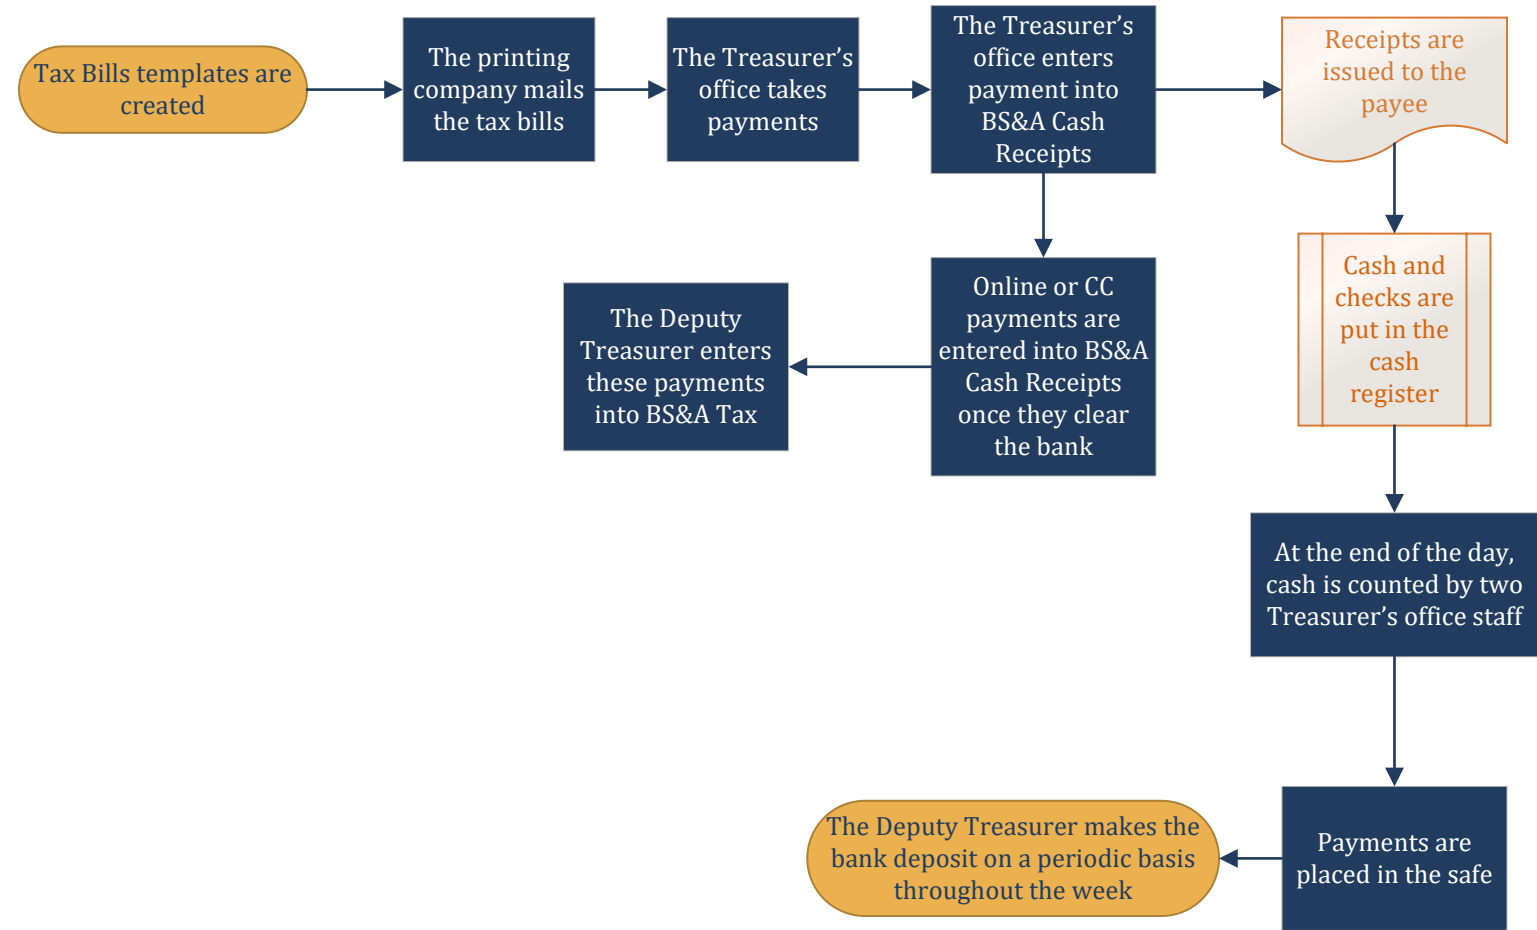 Tax Bills templates are
created
The printing
company mails
the tax bills
The Treasurer’s
office takes
payments
The Treasurer’s
office enters
payment into
BS&A Cash
Receipts
Receipts are
issued to the
payee
The Deputy
Treasurer enters
these payments
into BS&A Tax
Online or CC
payments are
entered into BS&A
Cash Receipts
once they clear
the bank
Cash and
checks are
put in the
cash
register
At the end of the day,
cash is counted by two
Treasurer’s office staff
The Deputy Treasurer makes the
bank deposit on a periodic basis
throughout the week
Payments are
placed in the safe